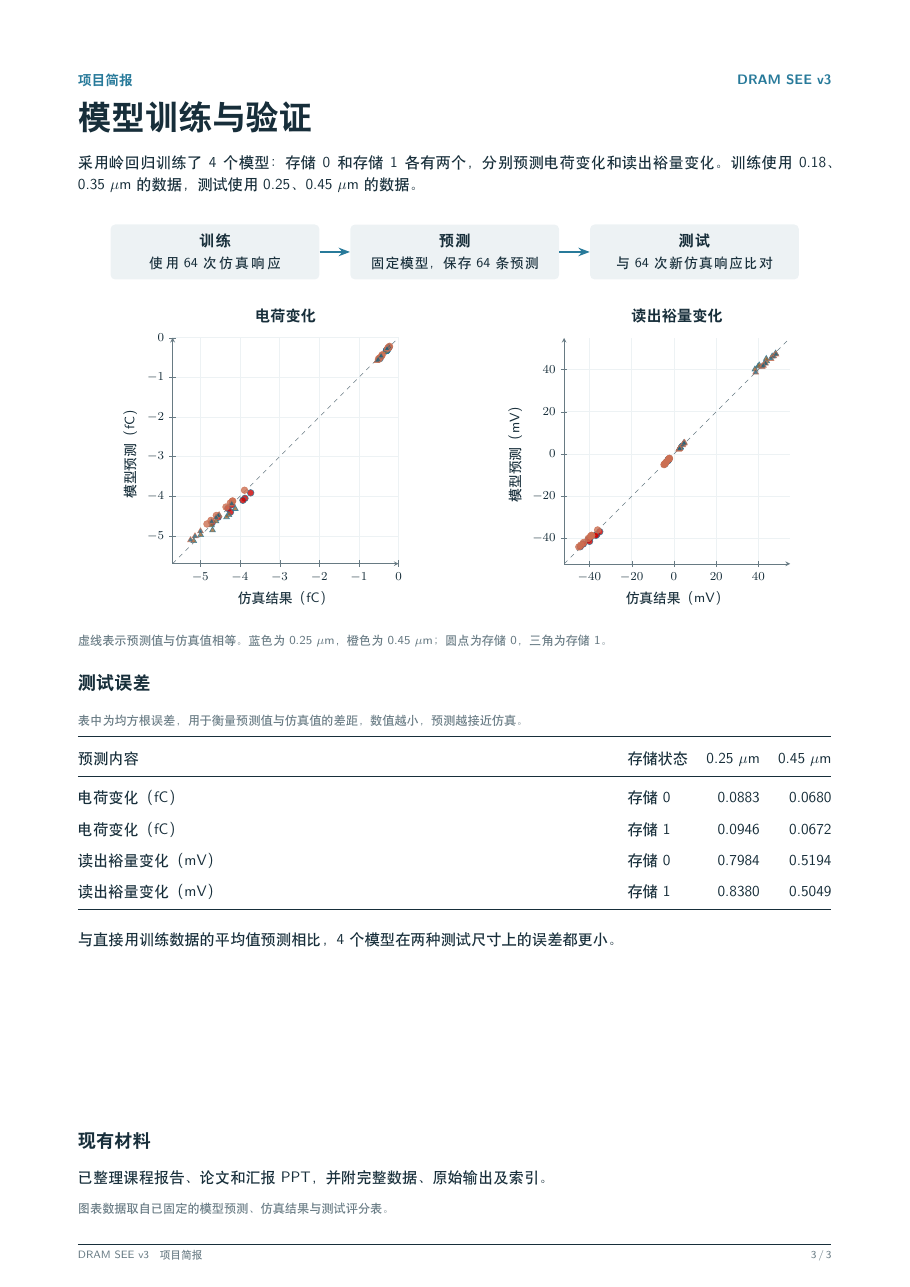 项目简报
DRAM SEE v3
模型训练与验证
采用岭回归训练了 4 个模型：存储 0 和存储 1 各有两个，分别预测电荷变化和读出裕量变化。训练使用 0.18、
0.35 μm 的数据，测试使用 0.25、0.45 μm 的数据。
训练
使用 64 次仿真响应
预测
固定模型，保存 64 条预测
测试
与 64 次新仿真响应比对
电荷变化
0
−1
−2
−3
−4
−5
模型预测（fC）
−5 −4 −3 −2 −1 0
仿真结果（fC）
读出裕量变化
40
20
0
−20
−40
模型预测（mV）
−40 −20 0 20 40
仿真结果（mV）
虚线表示预测值与仿真值相等。蓝色为 0.25 μm，橙色为 0.45 μm；圆点为存储 0，三角为存储 1。
测试误差
表中为均方根误差，用于衡量预测值与仿真值的差距，数值越小，预测越接近仿真。
预测内容 存储状态 0.25 μm 0.45 μm
电荷变化（fC） 存储 0 0.0883 0.0680
电荷变化（fC） 存储 1 0.0946 0.0672
读出裕量变化（mV） 存储 0 0.7984 0.5194
读出裕量变化（mV） 存储 1 0.8380 0.5049
与直接用训练数据的平均值预测相比，4 个模型在两种测试尺寸上的误差都更小。
现有材料
已整理课程报告、论文和汇报 PPT，并附完整数据、原始输出及索引。
图表数据取自已固定的模型预测、仿真结果与测试评分表。
DRAM SEE v3 项目简报
3 / 3